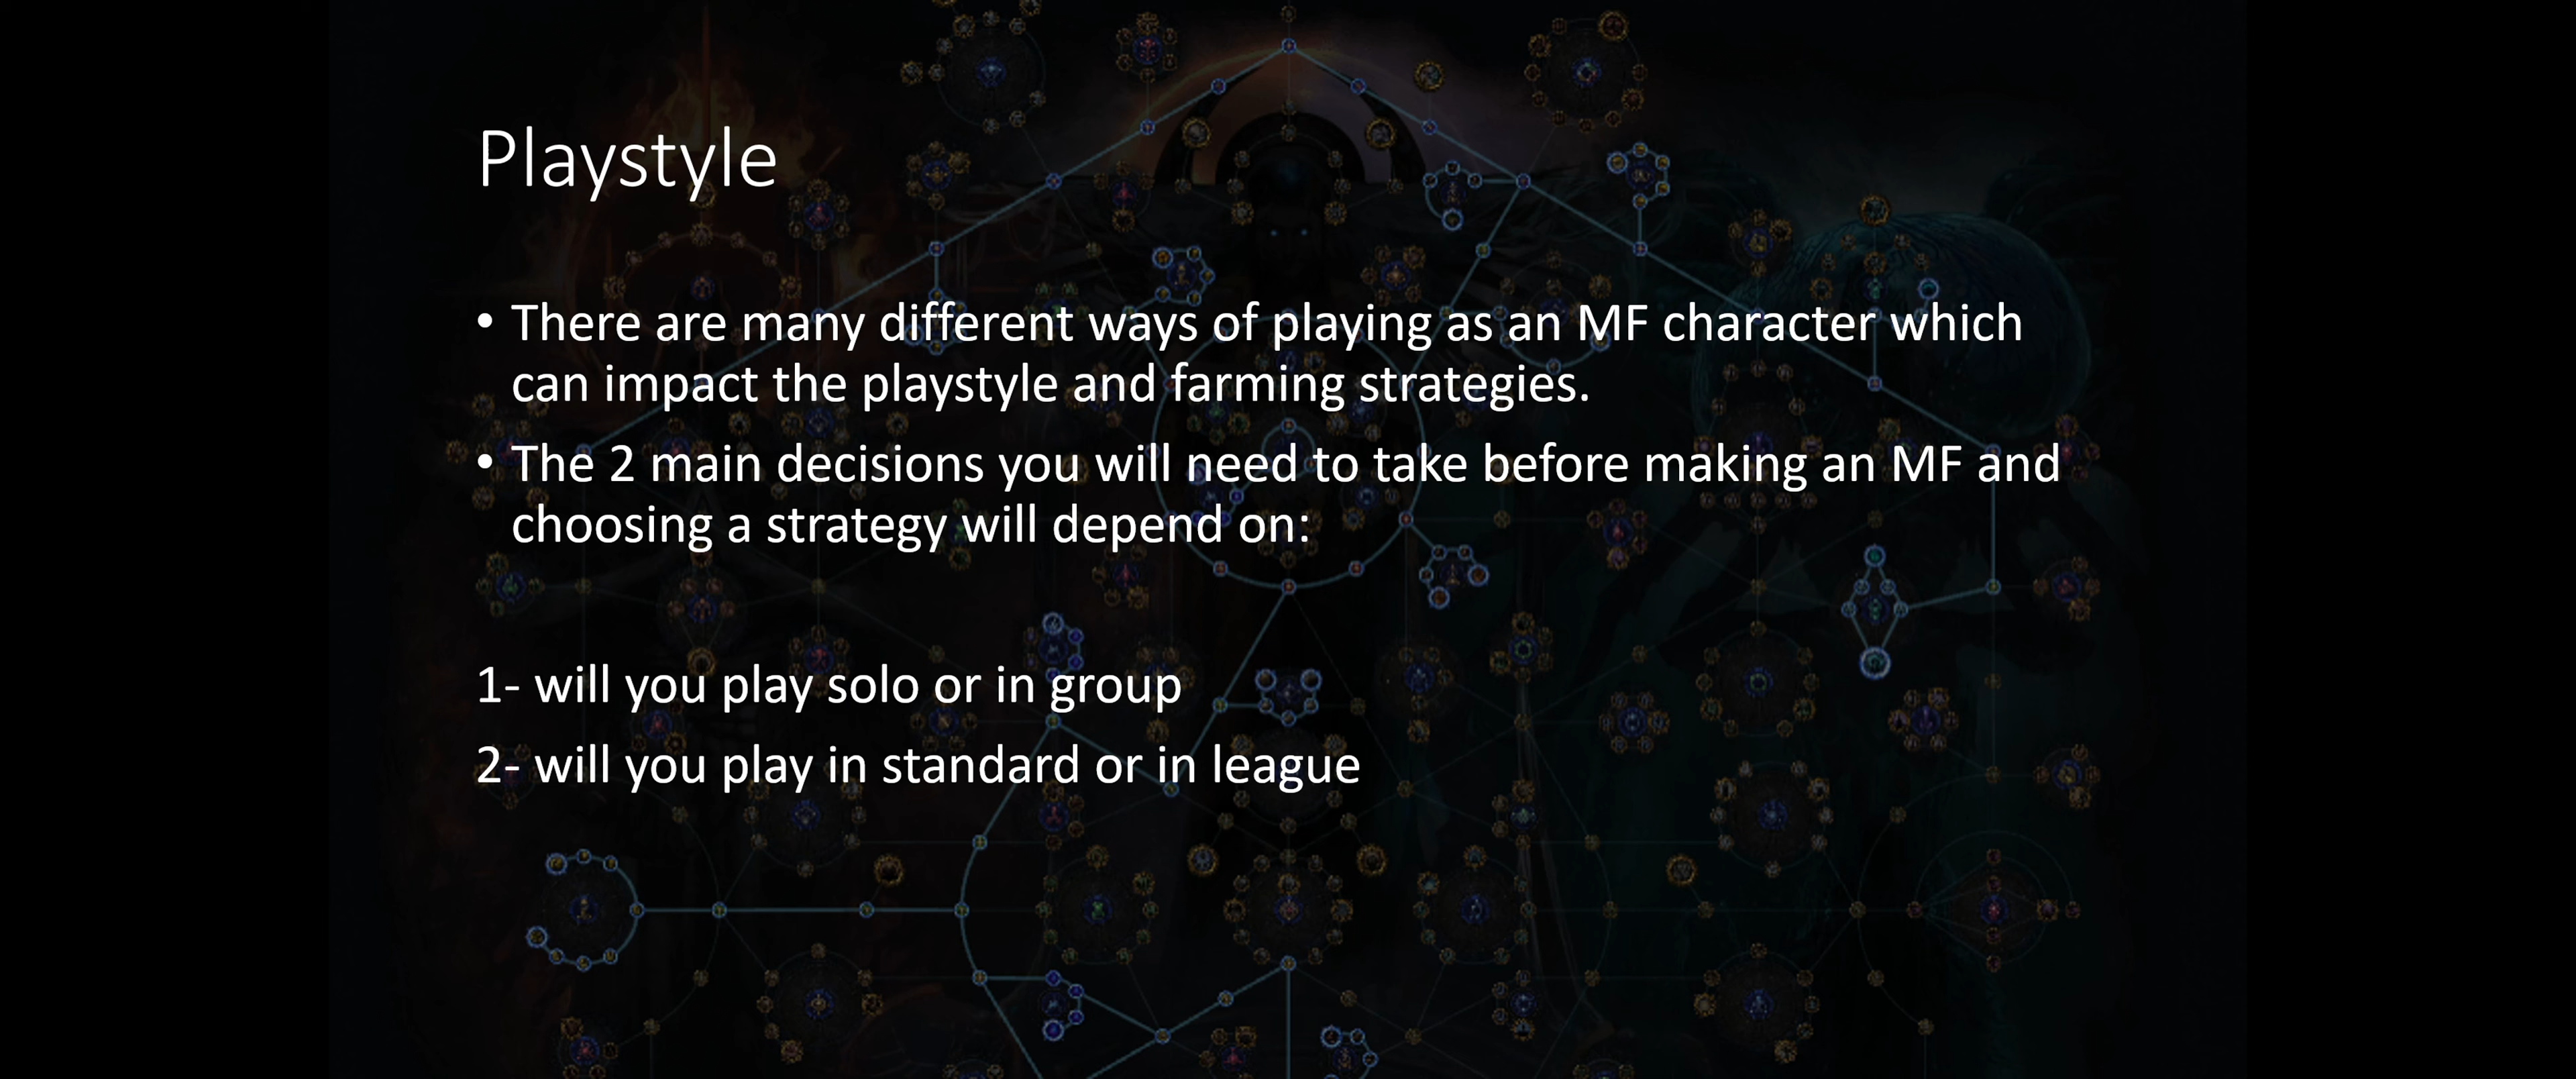 Playstyle
• There are many different ways of playing as an MF character which
can impact the playstyle and farming strategies.
• The 2 main decisions you will need to take before making an MF and
choosing a strategy will depend on:
1- will you play solo or in group
2- will you play in standard or in league